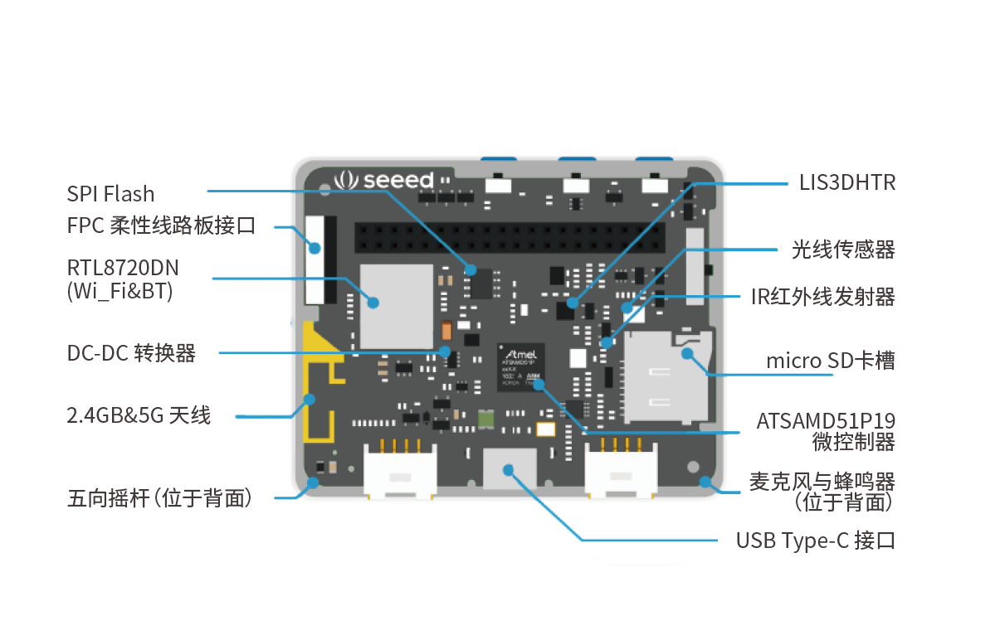 seeed
SPI Flash
FPC 柔性线路板接口
RTL8720DN
(Wi_Fi&BT)
DC-DC 转换器
2.4GB&5G 天线
五向摇杆（位于背面）
LIS3DHTR
光线传感器
IR红外线发射器
micro SD卡槽
ATSAMD51P19
微控制器
麦克风与蜂鸣器
（位于背面）
USB Type-C 接口
Atmel
ATSAMD51P
ARM